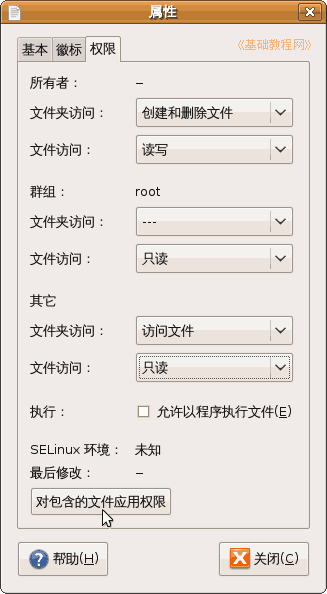 属性
基本 徽标 权限
《基础教程网》
所有者： –
文件夹访问： 创建和删除文件
文件访问： 读写
群组： root
文件夹访问： ---
文件访问： 只读
其它
文件夹访问： 访问文件
文件访问： 只读
执行： 允许以程序执行文件(E)
SELinux 环境： 未知
最后修改： –
对包含的文件应用权限
帮助(H) 关闭(C)